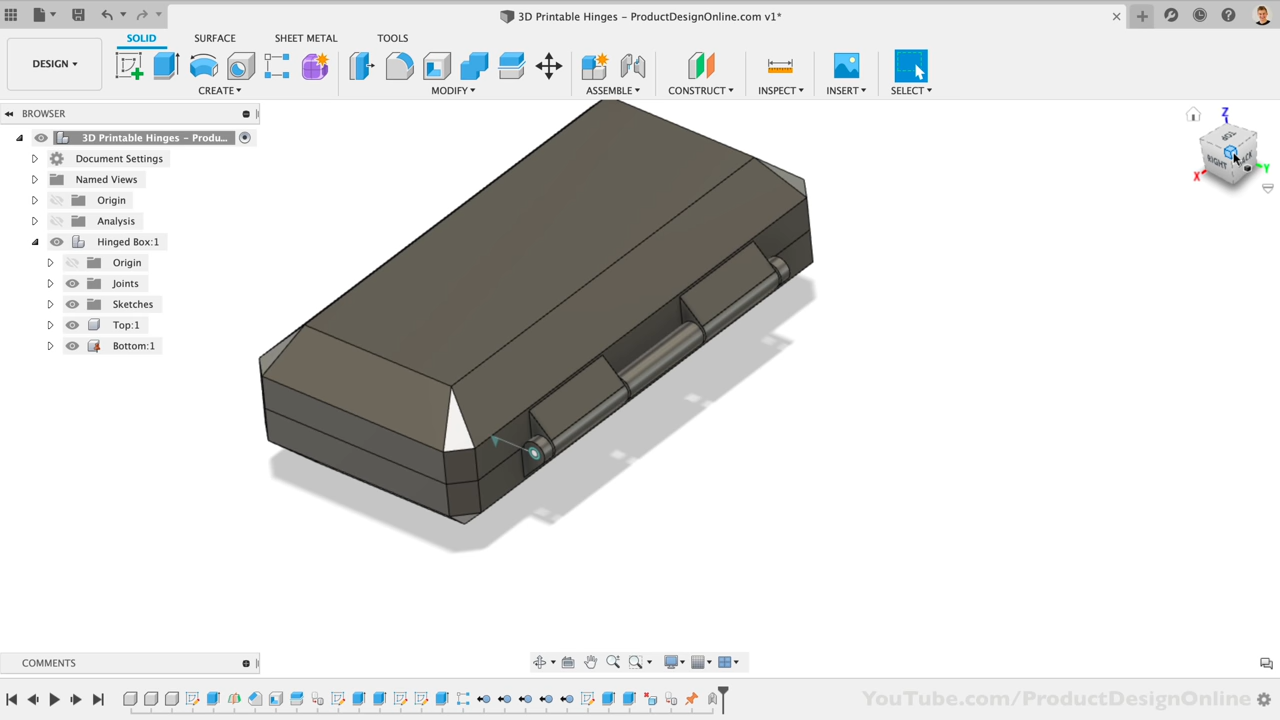 3D Printable Hinges – ProductDesignOnline.com v1*
SOLID
SURFACE
SHEET METAL
TOOLS
DESIGN
CREATE
MODIFY
ASSEMBLE
CONSTRUCT
INSPECT
INSERT
SELECT
BROWSER
3D Printable Hinges – Produ...
Document Settings
Named Views
Origin
Analysis
Hinged Box:1
Origin
Joints
Sketches
Top:1
Bottom:1
Z
TOP
RIGHT
BACK
X
Y
COMMENTS
YouTube.com/ProductDesignOnline